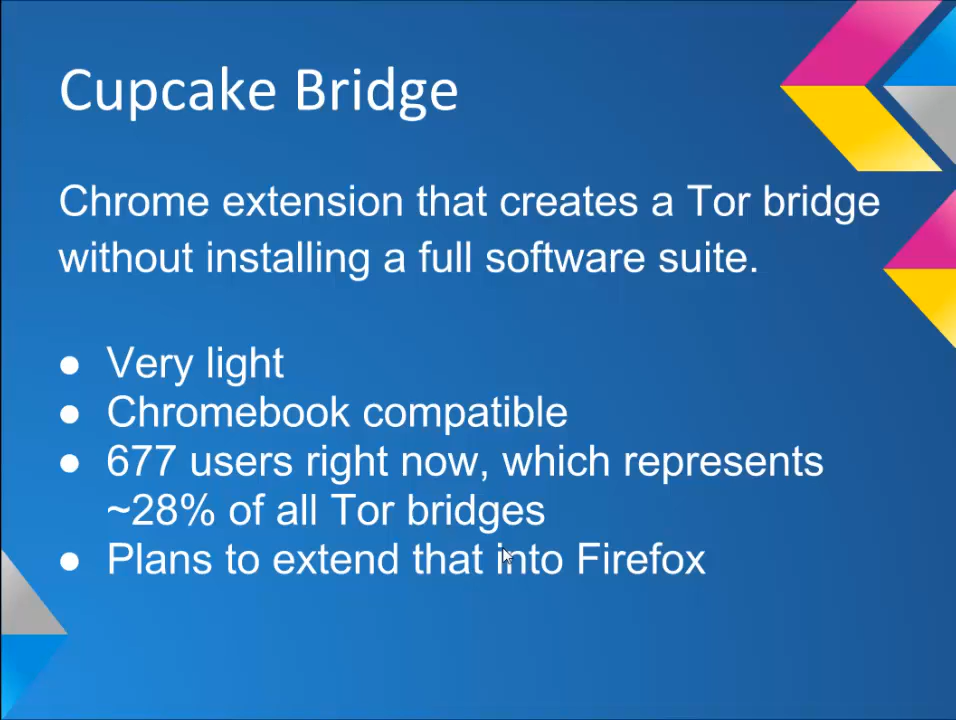 Cupcake Bridge
Chrome extension that creates a Tor bridge
without installing a full software suite.
● Very light
● Chromebook compatible
● 677 users right now, which represents
~28% of all Tor bridges
● Plans to extend that into Firefox